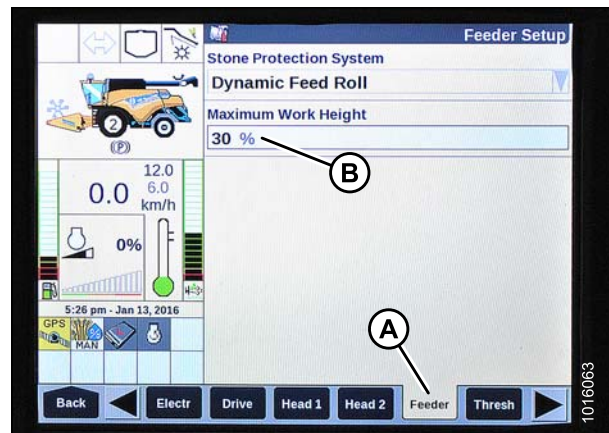 Feeder Setup
Stone Protection System
Dynamic Feed Roll
Maximum Work Height
30 %
B
2
(P)
12.0
6.0
0.0
km/h
0%
5:26 pm - Jan 13, 2016
GPS
MAN
A
Back
Electr
Drive
Head 1
Head 2
Feeder
Thresh
1016063